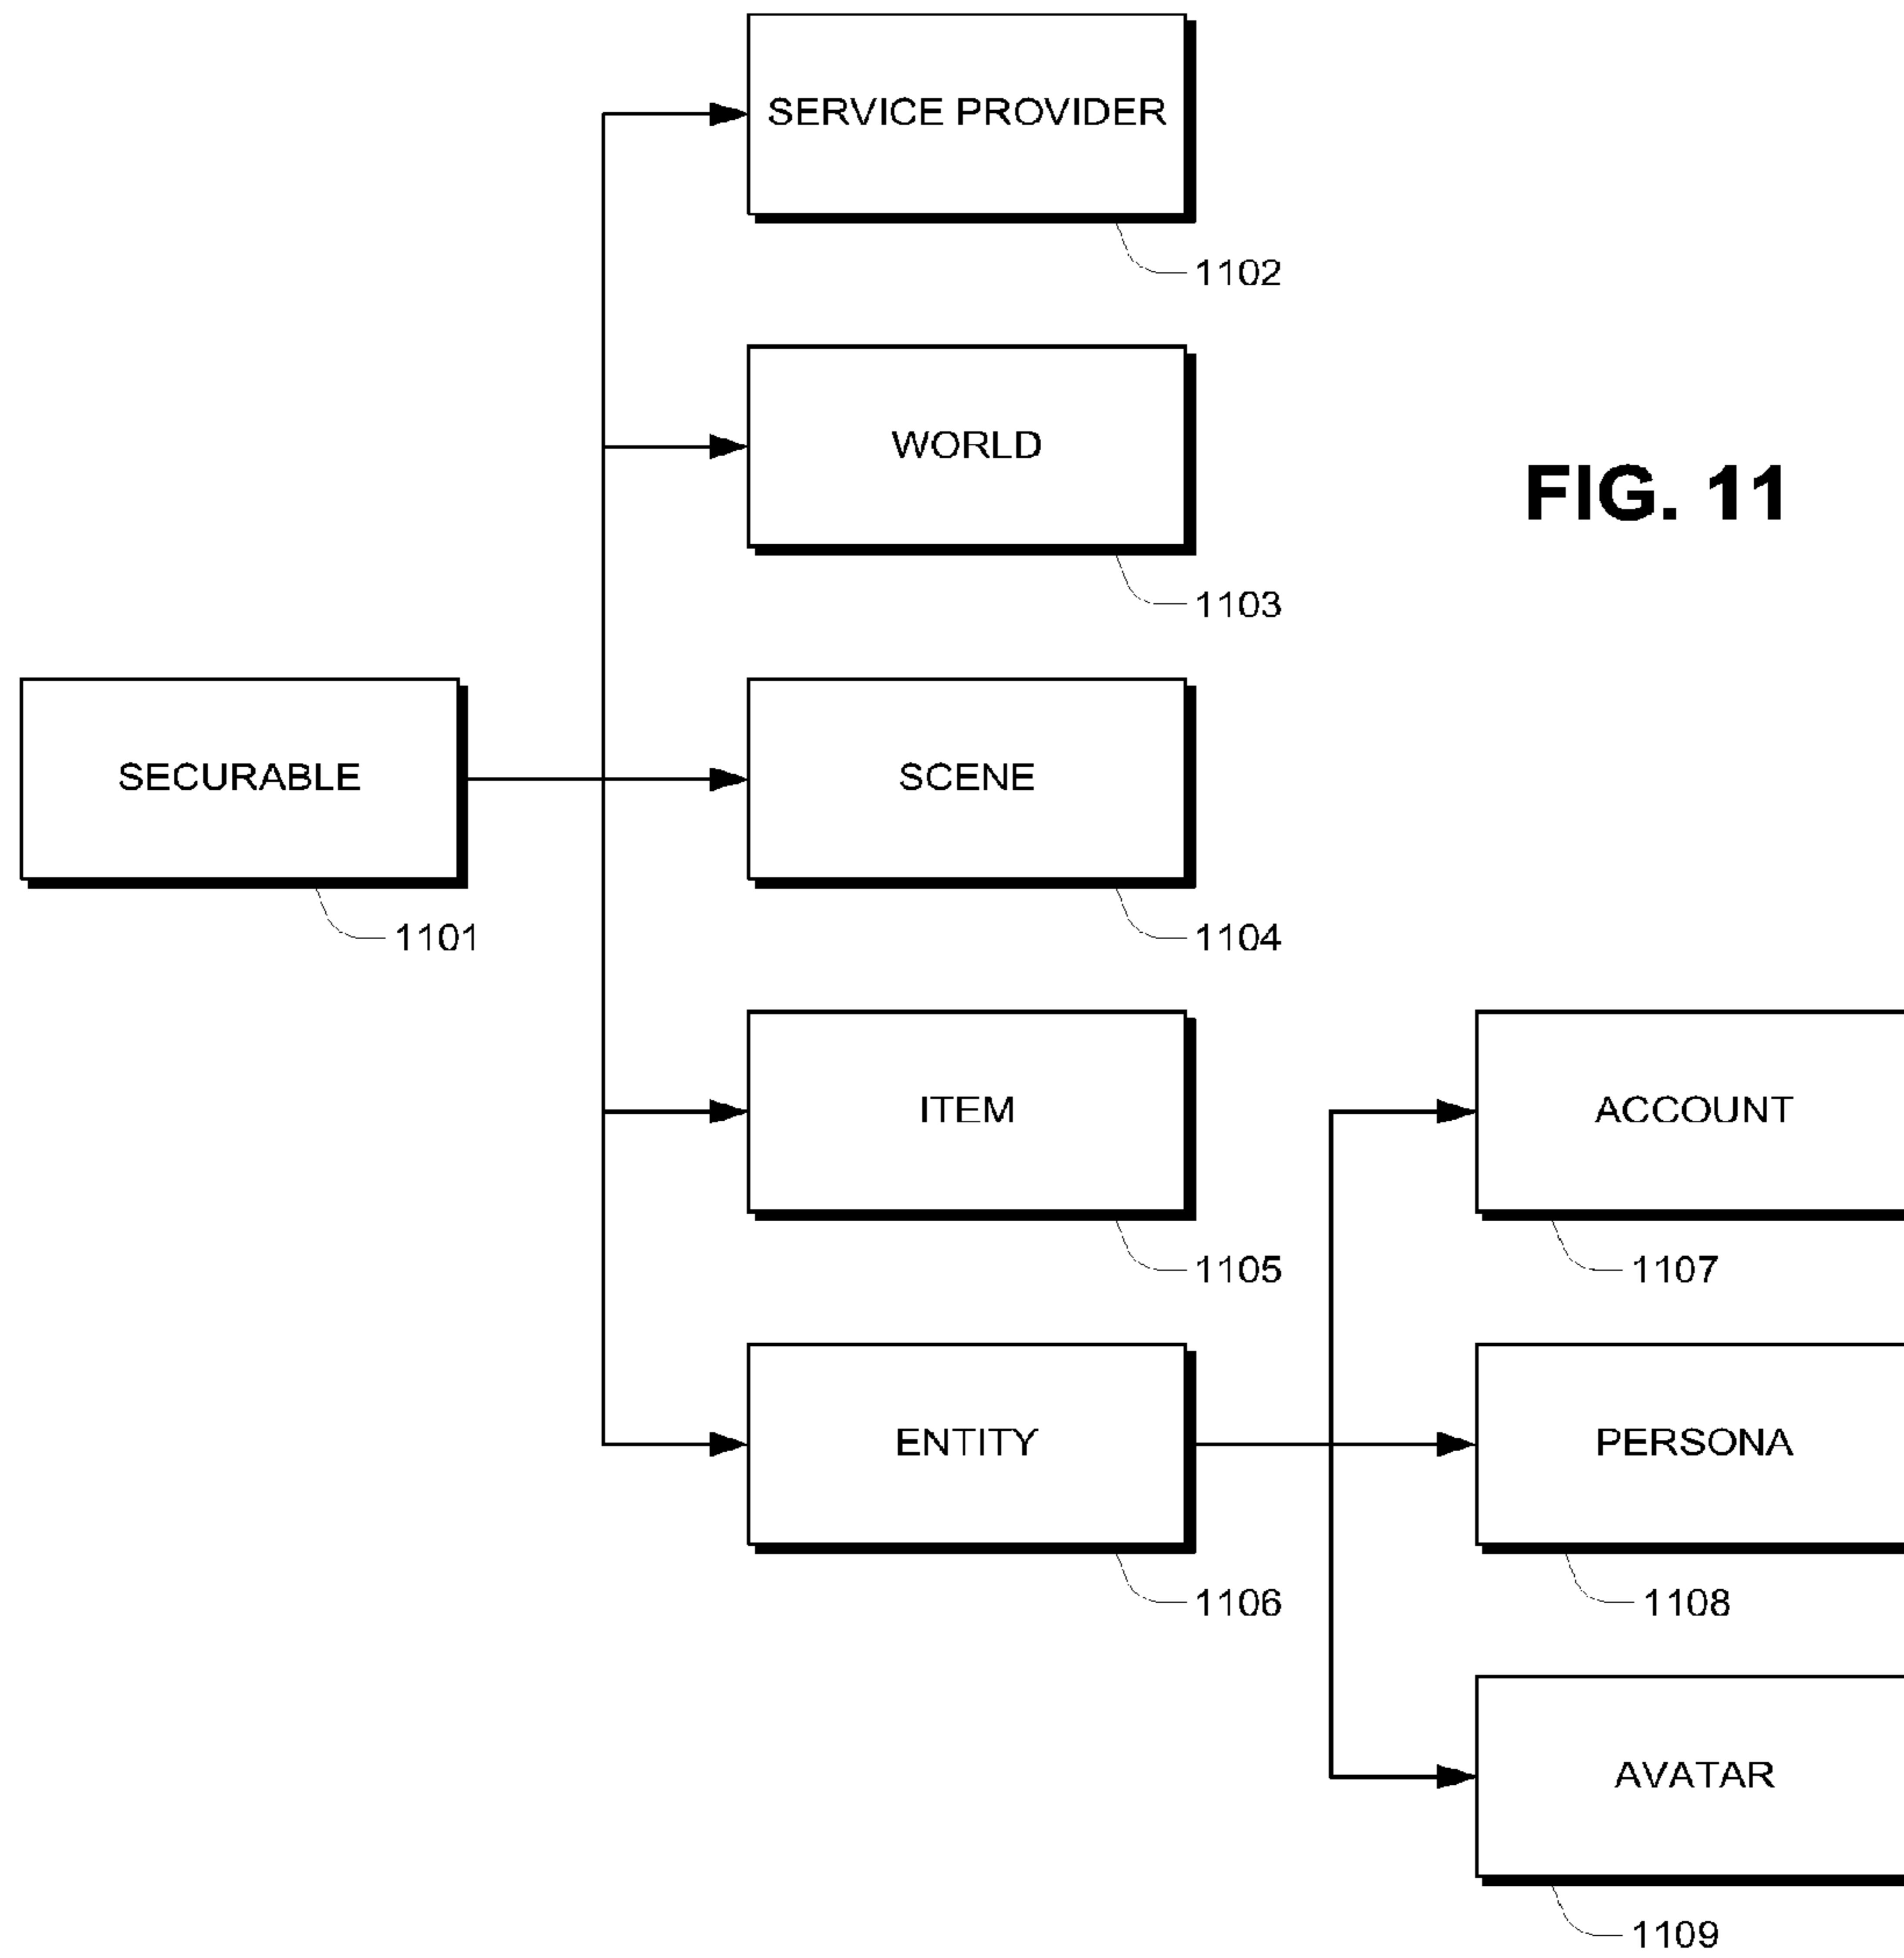 SERVICE PROVIDER
1102
WORLD
1103
FIG. 11
SECURABLE
1101
SCENE
1104
ITEM
1105
ACCOUNT
1107
ENTITY
1106
PERSONA
1108
AVATAR
1109